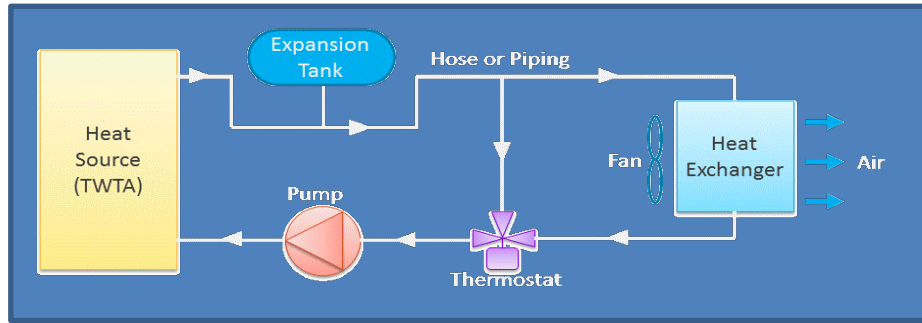 Expansion
Tank
Hose or Piping
Heat
Source
(TWTA)
Fan
Heat
Exchanger
Air
Pump
Thermostat